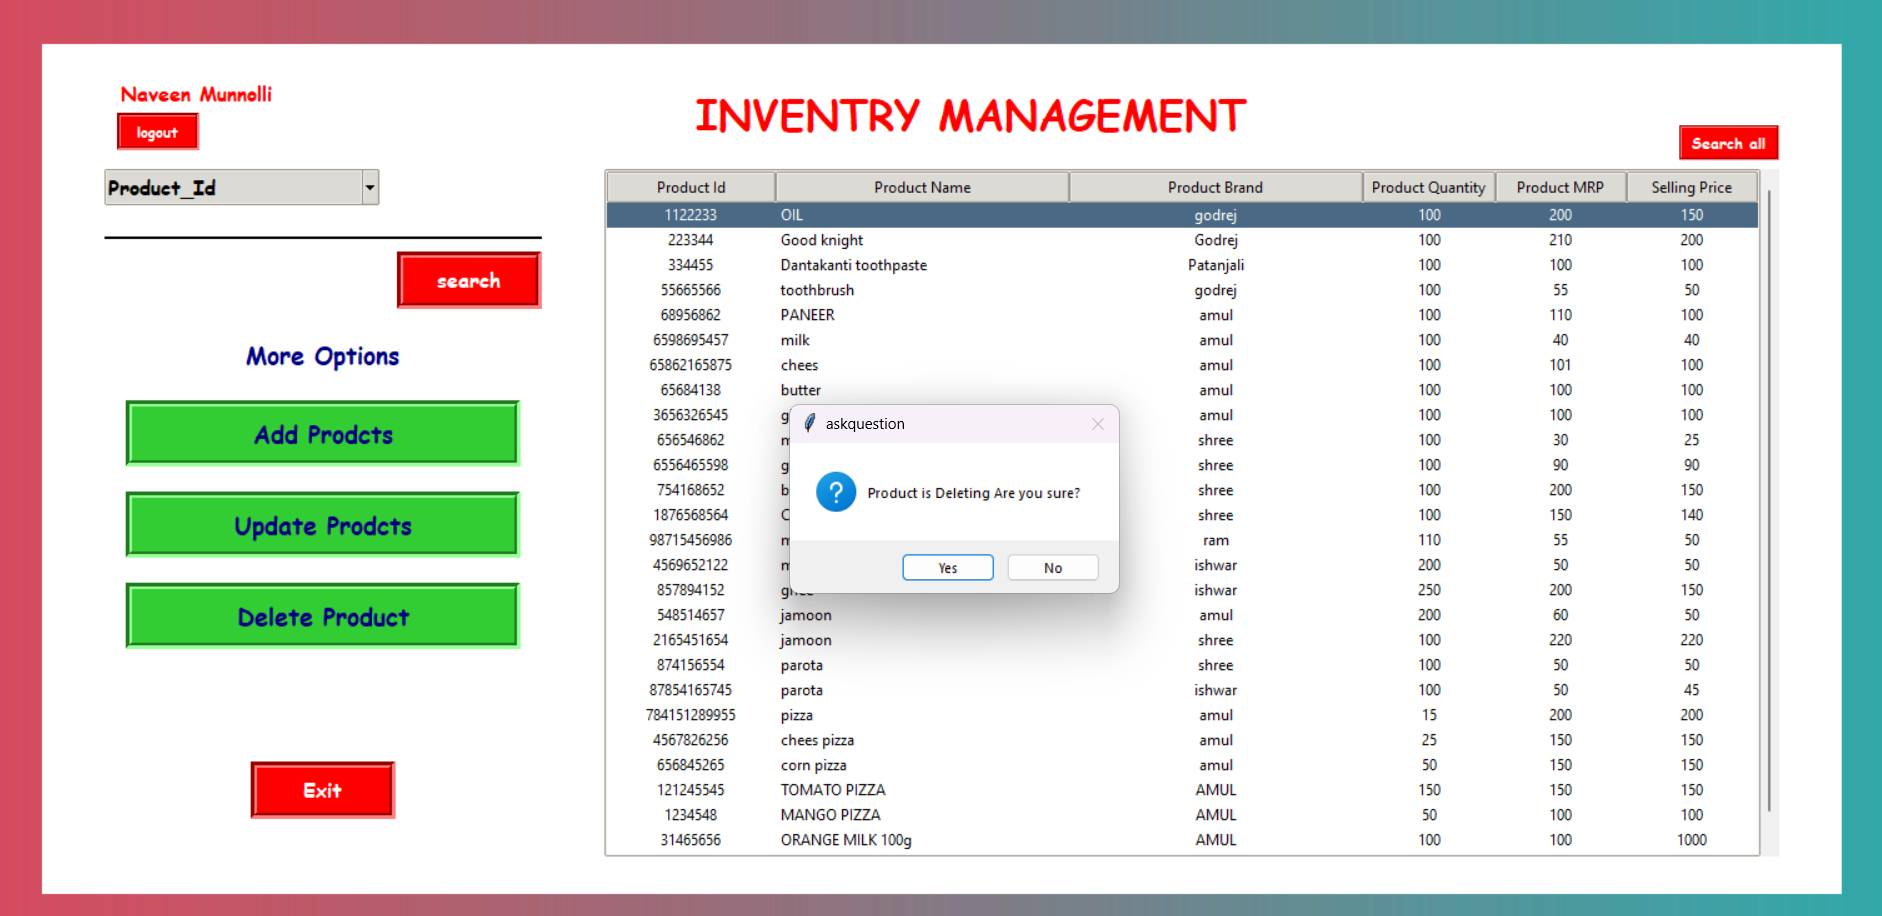 Naveen Munnolli
logout
INVENTRY MANAGEMENT
Search all
Product_Id
search
More Options
Add Prodcts
Update Prodcts
Delete Product
Exit
Product Id Product Name Product Brand Product Quantity Product MRP Selling Price
1122233 OIL godrej 100 200 150
223344 Good knight Godrej 100 210 200
334455 Dantakanti toothpaste Patanjali 100 100 100
55665566 toothbrush godrej 100 55 50
68956862 PANEER amul 100 110 100
6598695457 milk amul 100 40 40
65862165875 chees amul 100 101 100
65684138 butter amul 100 100 100
3656326545 amul 100 100 100
656546862 shree 100 30 25
6556465598 shree 100 90 90
754168652 shree 100 200 150
1876568564 shree 100 150 140
98715456986 ram 110 55 50
4569652122 ishwar 200 50 50
857894152 ishwar 250 200 150
548514657 jamoon amul 200 60 50
2165451654 jamoon shree 100 220 220
874156554 parota shree 100 50 50
87854165745 parota ishwar 100 50 45
784151289955 pizza amul 15 200 200
4567826256 chees pizza amul 25 150 150
656845265 corn pizza amul 50 150 150
121245545 TOMATO PIZZA AMUL 150 150 150
1234548 MANGO PIZZA AMUL 50 100 100
31465656 ORANGE MILK 100g AMUL 100 100 1000
askquestion
Product is Deleting Are you sure?
Yes No